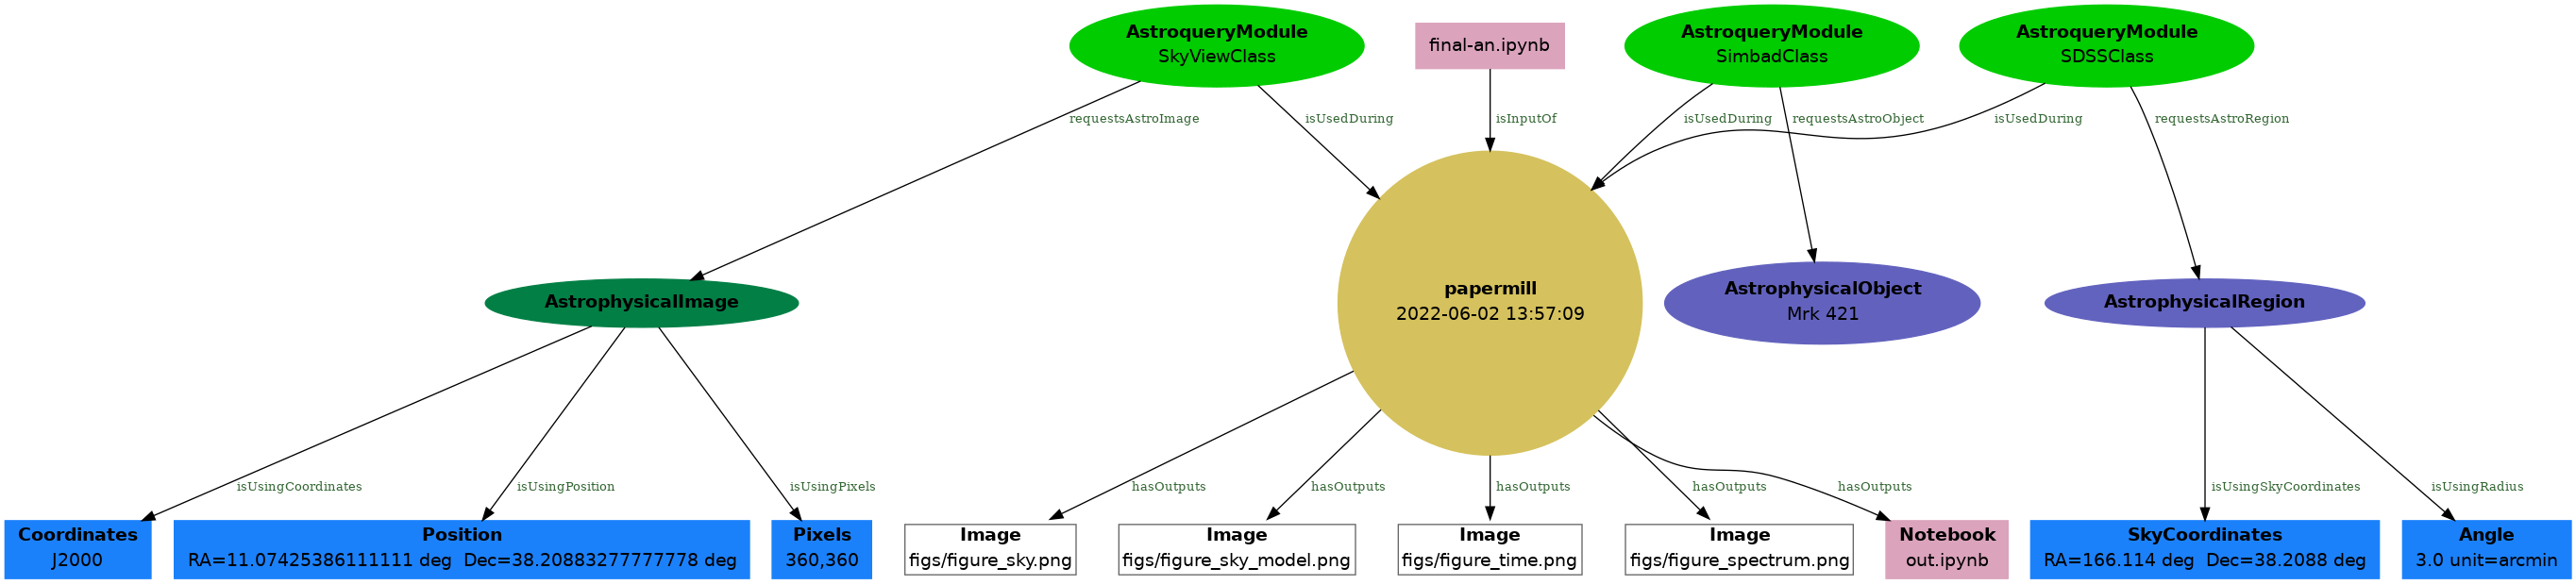 AstroqueryModule
SkyViewClass
final-an.ipynb
AstroqueryModule
SimbadClass
AstroqueryModule
SDSSClass
requestsAstroImage
isUsedDuring
isInputOf
isUsedDuring
requestsAstroObject
isUsedDuring
requestsAstroRegion
AstrophysicalImage
papermill
2022-06-02 13:57:09
AstrophysicalObject
Mrk 421
AstrophysicalRegion
isUsingCoordinates
isUsingPosition
isUsingPixels
hasOutputs
hasOutputs
hasOutputs
hasOutputs
hasOutputs
isUsingSkyCoordinates
isUsingRadius
Coordinates
J2000
Position
RA=11.07425386111111 deg Dec=38.20883277777778 deg
Pixels
360,360
Image
figs/figure_sky.png
Image
figs/figure_sky_model.png
Image
figs/figure_time.png
Image
figs/figure_spectrum.png
Notebook
out.ipynb
SkyCoordinates
RA=166.114 deg Dec=38.2088 deg
Angle
3.0 unit=arcmin